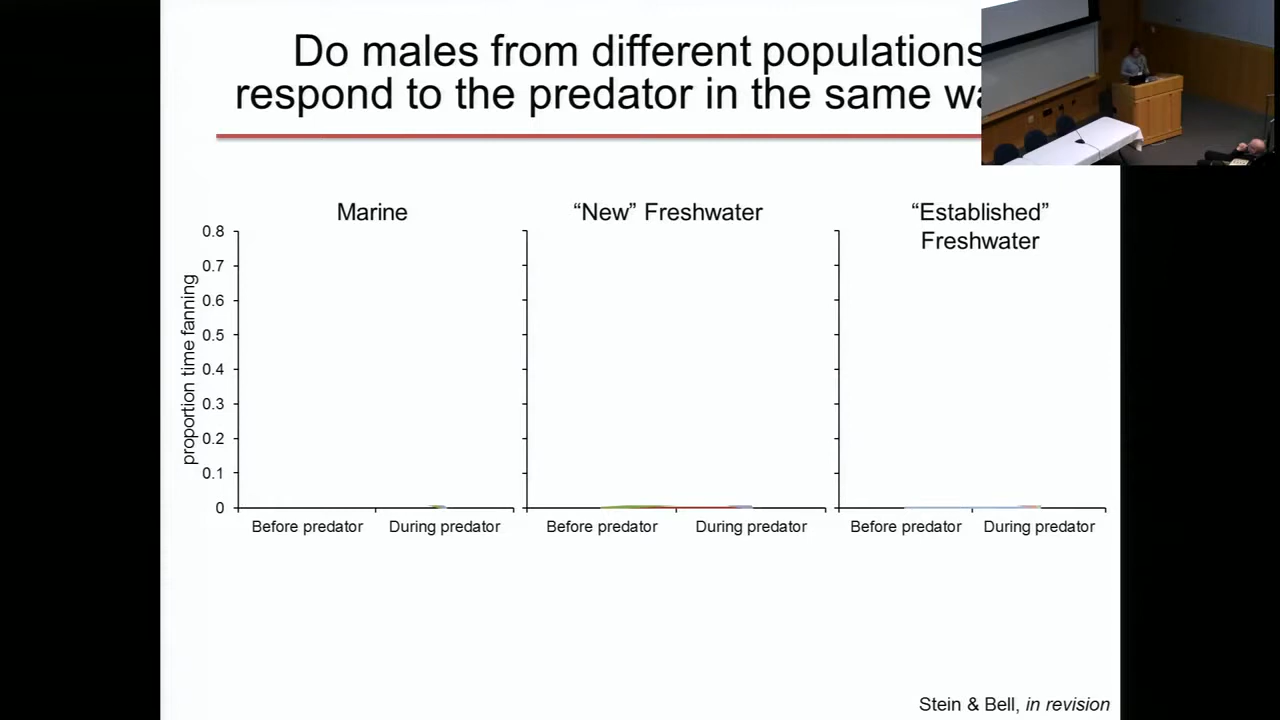 Do males from different populations
respond to the predator in the same
Marine
“New” Freshwater
“Established”
Freshwater
proportion time fanning
0.8
0.7
0.6
0.5
0.4
0.3
0.2
0.1
0
Before predator
During predator
Before predator
During predator
Before predator
During predator
Stein & Bell, in revision